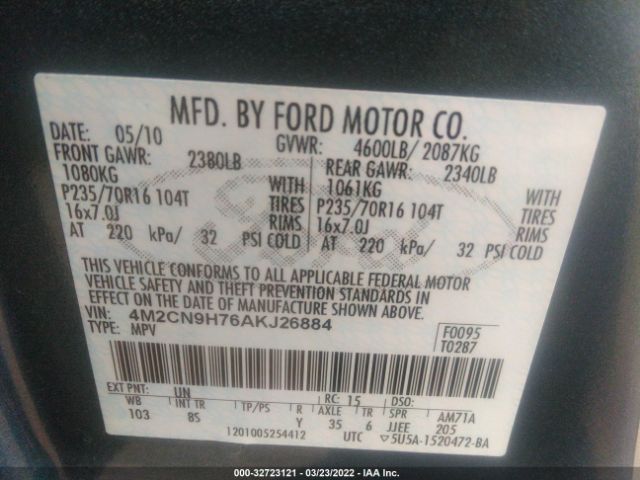 MFD. BY FORD MOTOR CO.
DATE: 05/10 GVWR: 4600LB/ 2087KG
FRONT GAWR: 2380LB REAR GAWR: 2340LB
1080KG WITH 1061KG WITH
P235/70R16 104T TIRES P235/70R16 104T TIRES
16x7.0J RIMS 16x7.0J RIMS
AT 220 kPa/ 32 PSI COLD AT 220 kPa/ 32 PSI COLD
THIS VEHICLE CONFORMS TO ALL APPLICABLE FEDERAL MOTOR
VEHICLE SAFETY AND THEFT PREVENTION STANDARDS IN
EFFECT ON THE DATE OF MANUFACTURE SHOWN ABOVE.
VIN: 4M2CN9H76AKJ26884 F0095
TYPE: MPV T0287
EXT PNT: UN RC: 15 DSO:
WB INT TR TP/PS R AXLE TR SPR AM71A
103 BS Y 35 6 JJEE 205
1201005254412 UTC ▽5U5A-1520472-BA
Ford
000-32723121 - 03/23/2022 - IAA Inc.